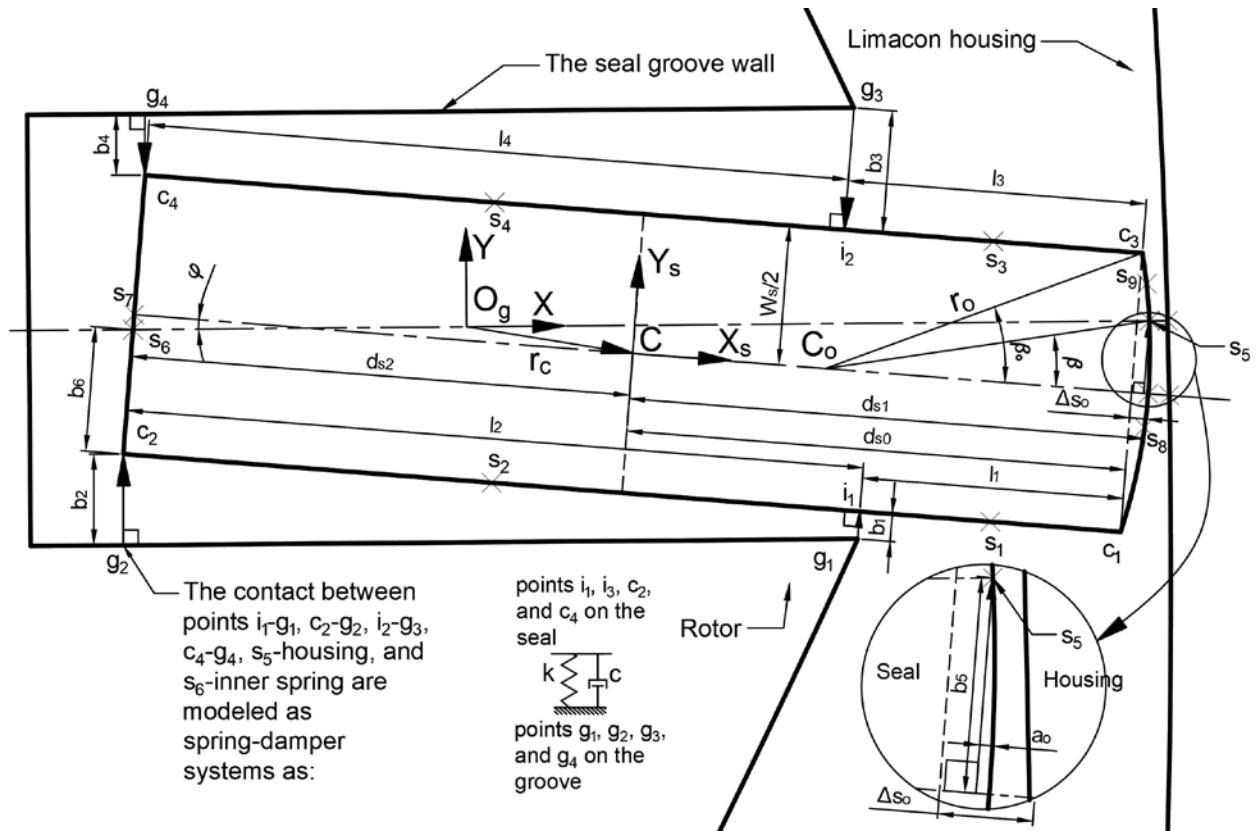 Limacon housing
The seal groove wall
g₄
g₃
b₄
l₄
b₃
l₃
c₄
s₄
i₂
s₃
c₃
Y
Yₛ
Wₛ/2
s₉
φ
s₇
O_g
X
rₒ
s₆
C
Xₛ
Cₒ
βₒ
β
s₅
r_c
dₛ₂
Δsₒ
b₆
dₛ₁
s₈
c₂
l₂
dₛ₀
s₂
l₁
b₂
i₁
b₁
g₂
g₁
s₁
c₁
The contact between
points i₁-g₁, c₂-g₂, i₂-g₃,
c₄-g₄, s₅-housing, and
s₆-inner spring are
modeled as
spring-damper
systems as:
points i₁, i₃, c₂,
and c₄ on the
seal
k
c
points g₁, g₂, g₃,
and g₄ on the
groove
Rotor
s₅
Seal
b₅
Housing
aₒ
Δsₒ